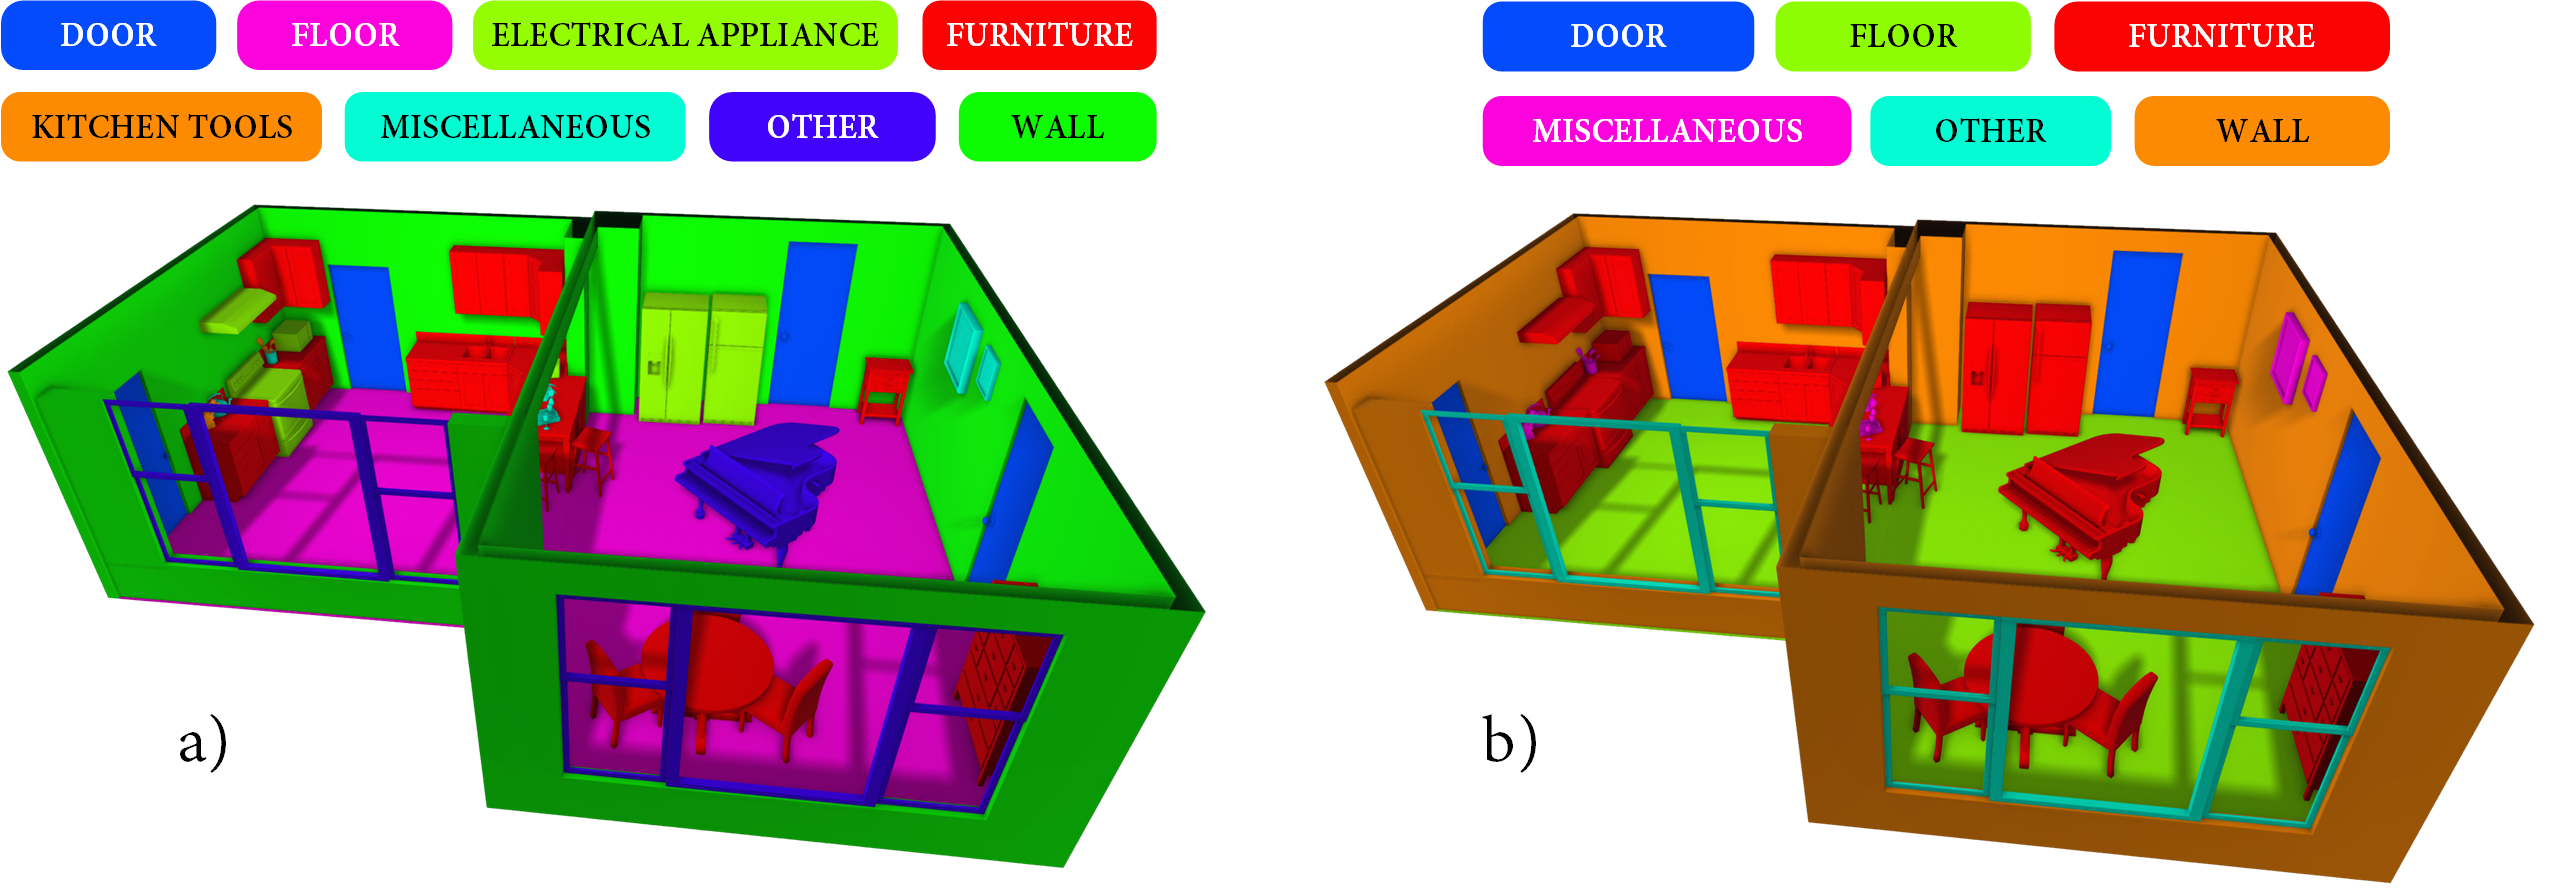 DOOR FLOOR ELECTRICAL APPLIANCE FURNITURE
KITCHEN TOOLS MISCELLANEOUS OTHER WALL
a)
DOOR FLOOR FURNITURE
MISCELLANEOUS OTHER WALL
b)